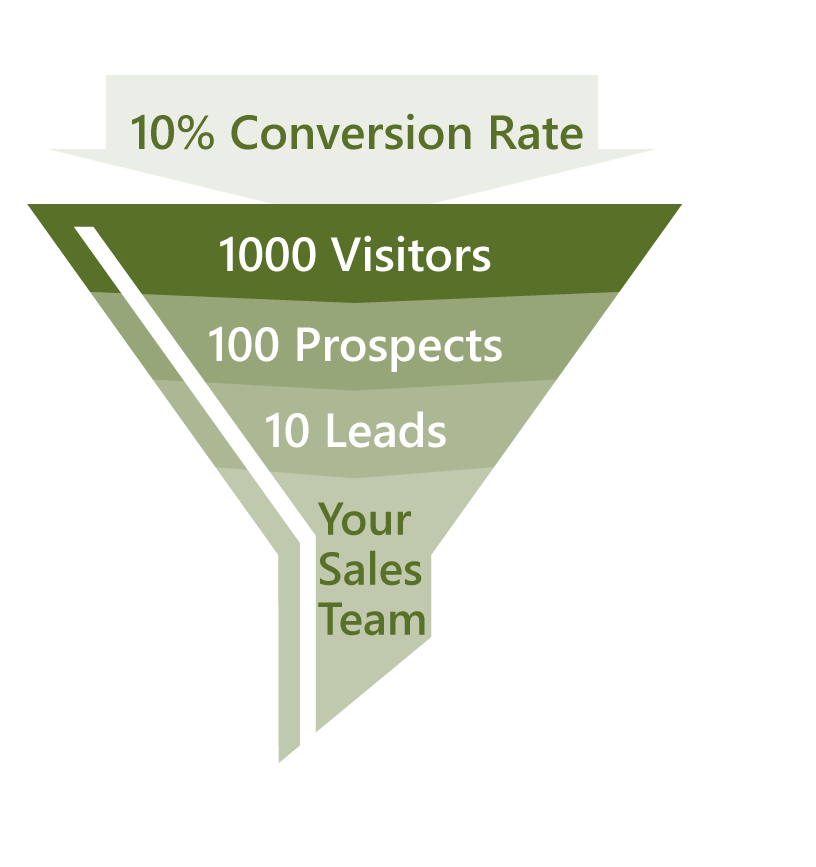 10% Conversion Rate
1000 Visitors
100 Prospects
10 Leads
Your
Sales
Team